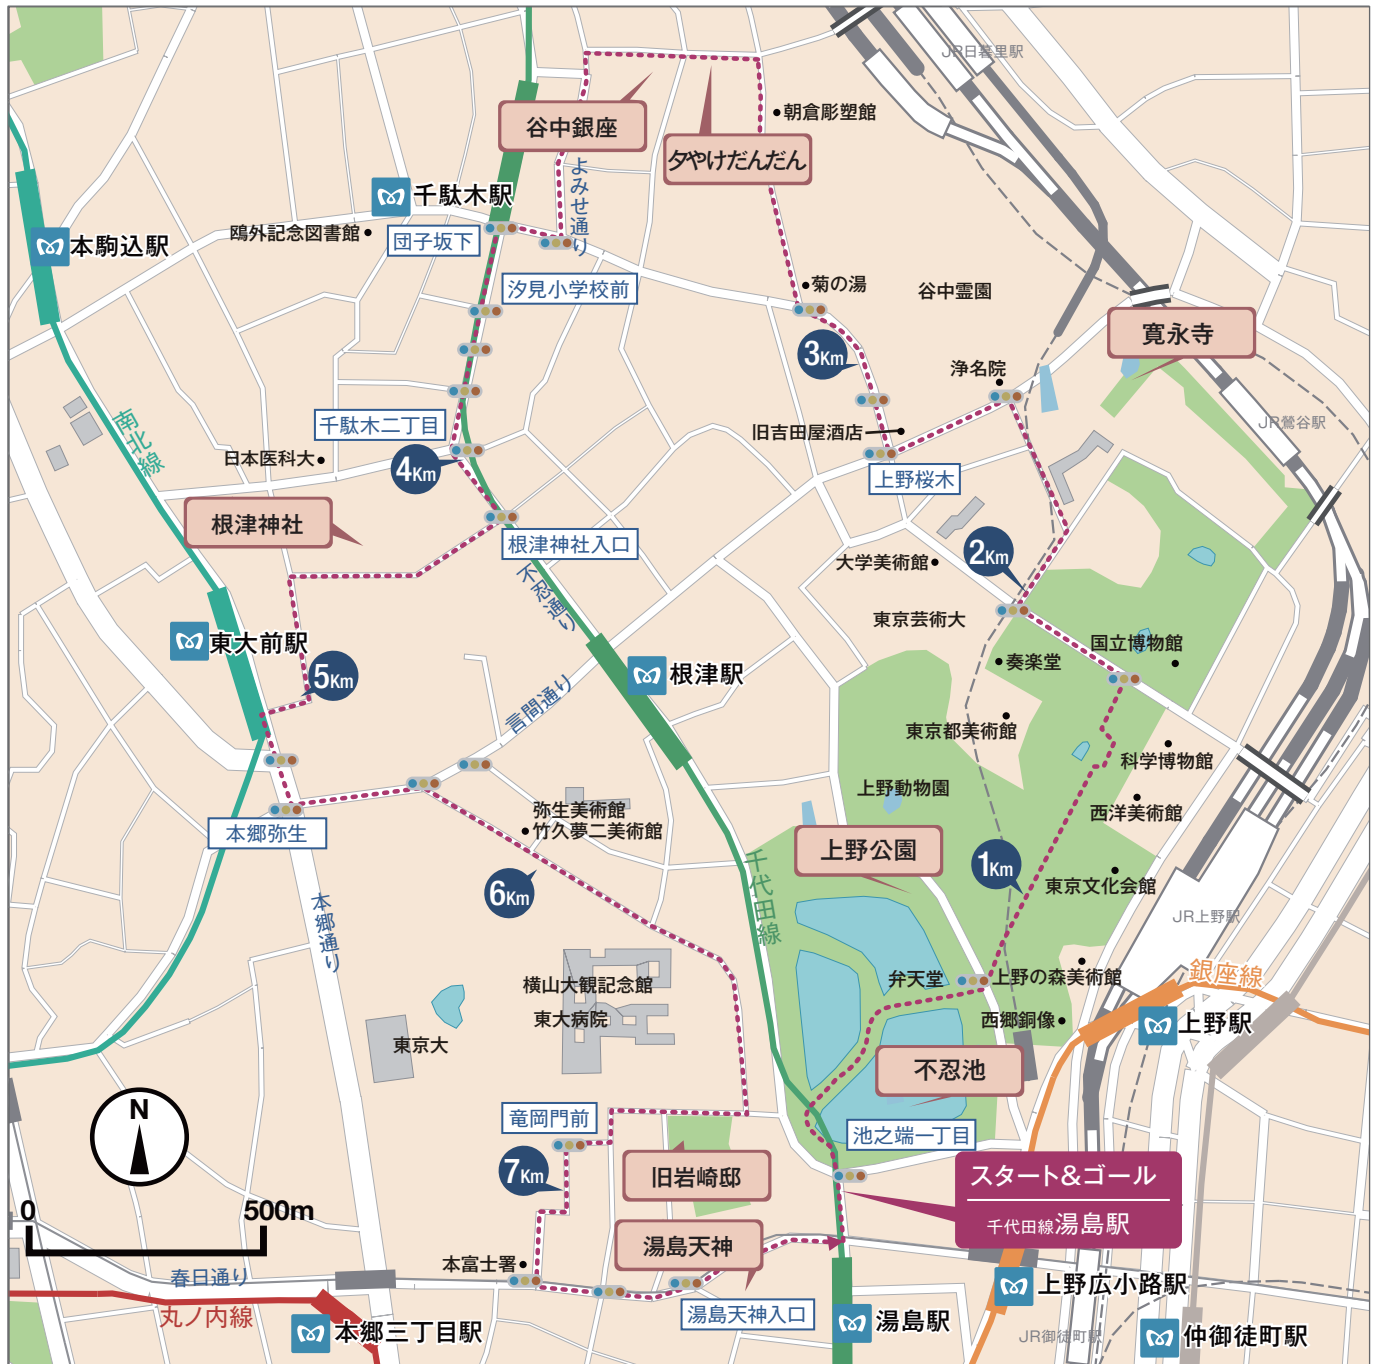 JR日暮里駅
朝倉彫塑館
谷中銀座
夕やけだんだん
よみせ通り
千駄木駅
鴎外記念図書館
団子坂下
本駒込駅
汐見小学校前
菊の湯
谷中霊園
寛永寺
3Km
浄名院
南北線
千駄木二丁目
旧吉田屋酒店
JR鶯谷駅
日本医科大
4Km
上野桜木
根津神社
根津神社入口
2Km
大学美術館
不忍通り
東京芸術大
東大前駅
国立博物館
奏楽堂
5Km
根津駅
言問通り
東京都美術館
科学博物館
上野動物園
西洋美術館
弥生美術館
竹久夢二美術館
本郷弥生
上野公園
千代田線
1Km
東京文化会館
6Km
本郷通り
JR上野駅
銀座線
横山大観記念館
弁天堂
上野の森美術館
東大病院
西郷銅像
上野駅
東京大
不忍池
N
竜岡門前
池之端一丁目
7Km
旧岩崎邸
スタート&ゴール
千代田線湯島駅
0
500m
湯島天神
本富士署
春日通り
丸ノ内線
湯島天神入口
上野広小路駅
本郷三丁目駅
湯島駅
JR御徒町駅
仲御徒町駅